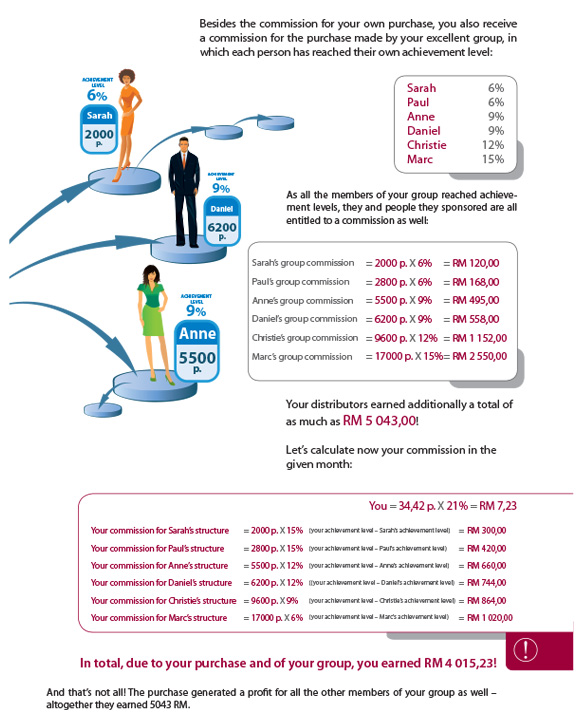 Besides the commission for your own purchase, you also receive
a commission for the purchase made by your excellent group, in
which each person has reached their own achievement level:
ACHIEVEMENT
LEVEL
6%
Sarah
2000
p.
Sarah 6%
Paul 6%
Anne 9%
Daniel 9%
Christie 12%
Marc 15%
ACHIEVEMENT
LEVEL
9%
Daniel
6200
p.
As all the members of your group reached achieve-
ment levels, they and people they sponsored are all
entitled to a commission as well:
Sarah's group commission = 2000 p. X 6% = RM 120,00
Paul's group commission = 2800 p. X 6% = RM 168,00
Anne's group commission = 5500 p. X 9% = RM 495,00
Daniel's group commission = 6200 p. X 9% = RM 558,00
Christie's group commission = 9600 p. X 12% = RM 1 152,00
Marc's group commission = 17000 p. X 15%= RM 2 550,00
ACHIEVEMENT
LEVEL
9%
Anne
5500
p.
Your distributors earned additionally a total of
as much as RM 5 043,00!
Let's calculate now your commission in the
given month:
You = 34,42 p. X 21% = RM 7,23
Your commission for Sarah's structure = 2000 p. X 15% (your achievement level – Sarah's achievement level) = RM 300,00
Your commission for Paul's structure = 2800 p. X 15% (your achievement level – Paul's achievement level) = RM 420,00
Your commission for Anne's structure = 5500 p. X 12% (your achievement level – Anne's achievement level) = RM 660,00
Your commission for Daniel's structure = 6200 p. X 12% ((your achievement level – Daniel's achievement level) = RM 744,00
Your commission for Christie's structure = 9600 p. X 9% (your achievement level – Christie's achievement level) = RM 864,00
Your commission for Marc's structure = 17000 p. X 6% (your achievement level – Marc's achievement level) = RM 1 020,00
!
In total, due to your purchase and of your group, you earned RM 4 015,23!
And that's not all! The purchase generated a profit for all the other members of your group as well –
altogether they earned 5043 RM.